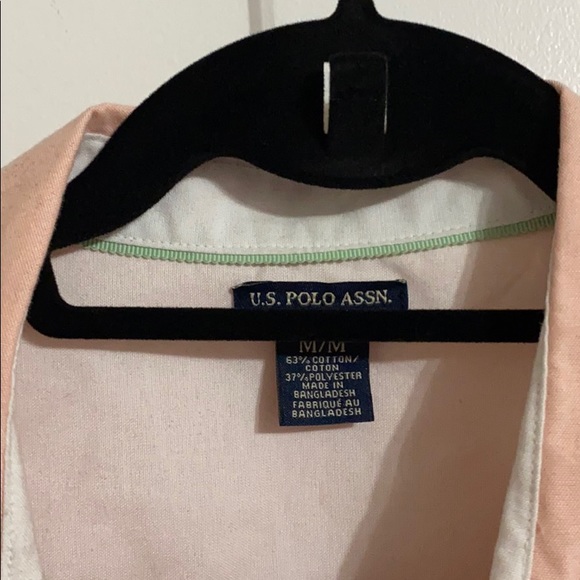 U.S. POLO ASSN.
M/M
63% COTTON/
COTON
37% POLYESTER
MADE IN
BANGLADESH
FABRIQUÉ AU
BANGLADESH